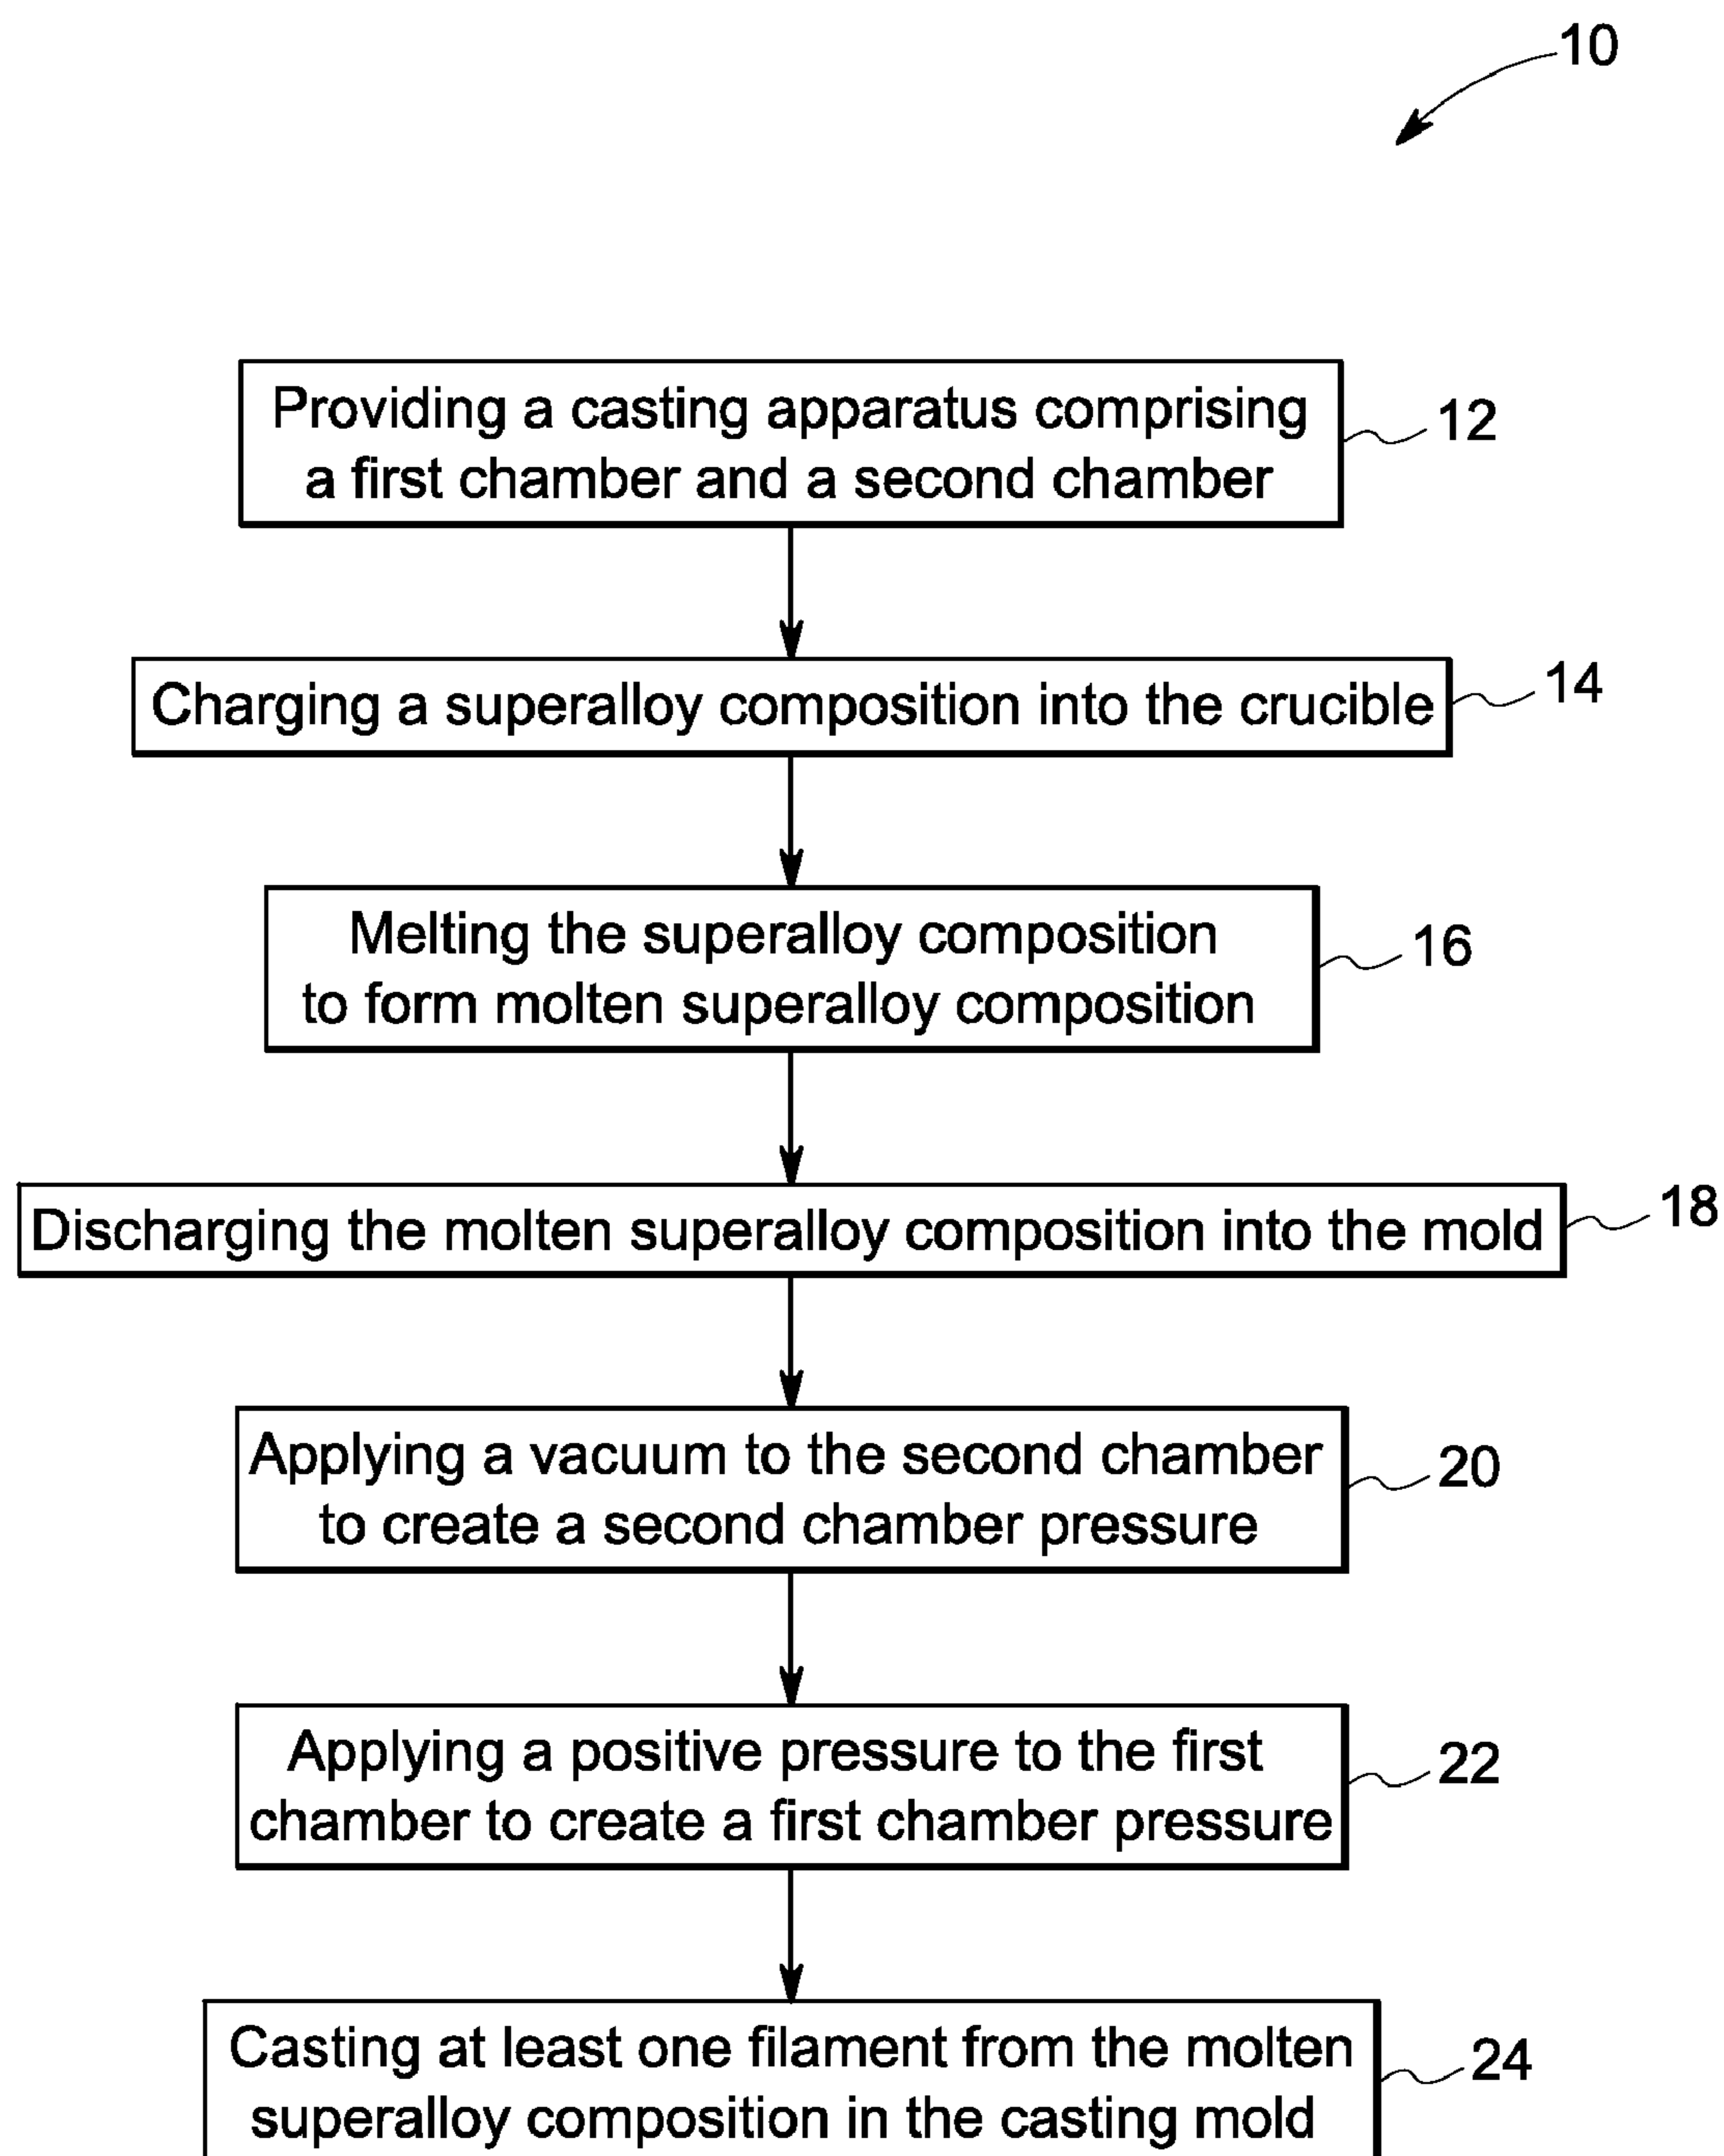 10
Providing a casting apparatus comprising
a first chamber and a second chamber
12
Charging a superalloy composition into the crucible
14
Melting the superalloy composition
to form molten superalloy composition
16
Discharging the molten superalloy composition into the mold
18
Applying a vacuum to the second chamber
to create a second chamber pressure
20
Applying a positive pressure to the first
chamber to create a first chamber pressure
22
Casting at least one filament from the molten
superalloy composition in the casting mold
24